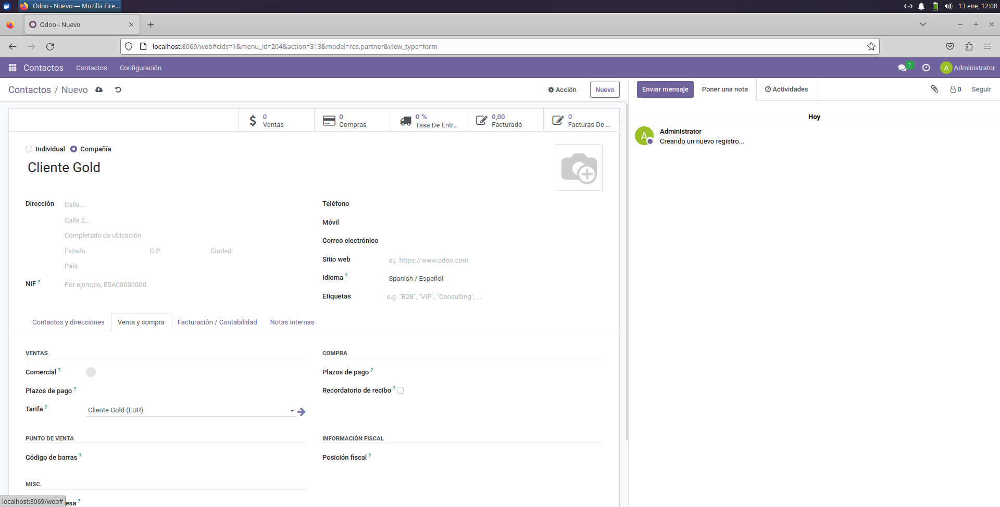 Odoo - Nuevo — Mozilla Fire...
13 ene, 12:08
Odoo - Nuevo
localhost:8069/web#cids=1&menu_id=204&action=313&model=res.partner&view_type=form
Contactos Contactos Configuración 1 A Administrator
Contactos / Nuevo Acción Nuevo Enviar mensaje Poner una nota Actividades 0 Seguir
0 Ventas
0 Compras
0 % Tasa De Entr...
0,00 Facturado
0 Facturas De ...
Hoy
A Administrator
Creando un nuevo registro...
Individual Compañía
Cliente Gold
Dirección Calle...
Calle 2...
Completado de ubicación
Estado C.P. Ciudad
País
NIF ? Por ejemplo, ESA00000000
Teléfono
Móvil
Correo electrónico
Sitio web e.j. https://www.odoo.com
Idioma ? Spanish / Español
Etiquetas e.g. "B2B", "VIP", "Consulting", ...
Contactos y direcciones Venta y compra Facturación / Contabilidad Notas internas
VENTAS
Comercial ?
Plazos de pago ?
Tarifa ? Cliente Gold (EUR)
COMPRA
Plazos de pago ?
Recordatorio de recibo ?
PUNTO DE VENTA
Código de barras ?
INFORMACIÓN FISCAL
Posición fiscal ?
MISC.
esa ?
localhost:8069/web#